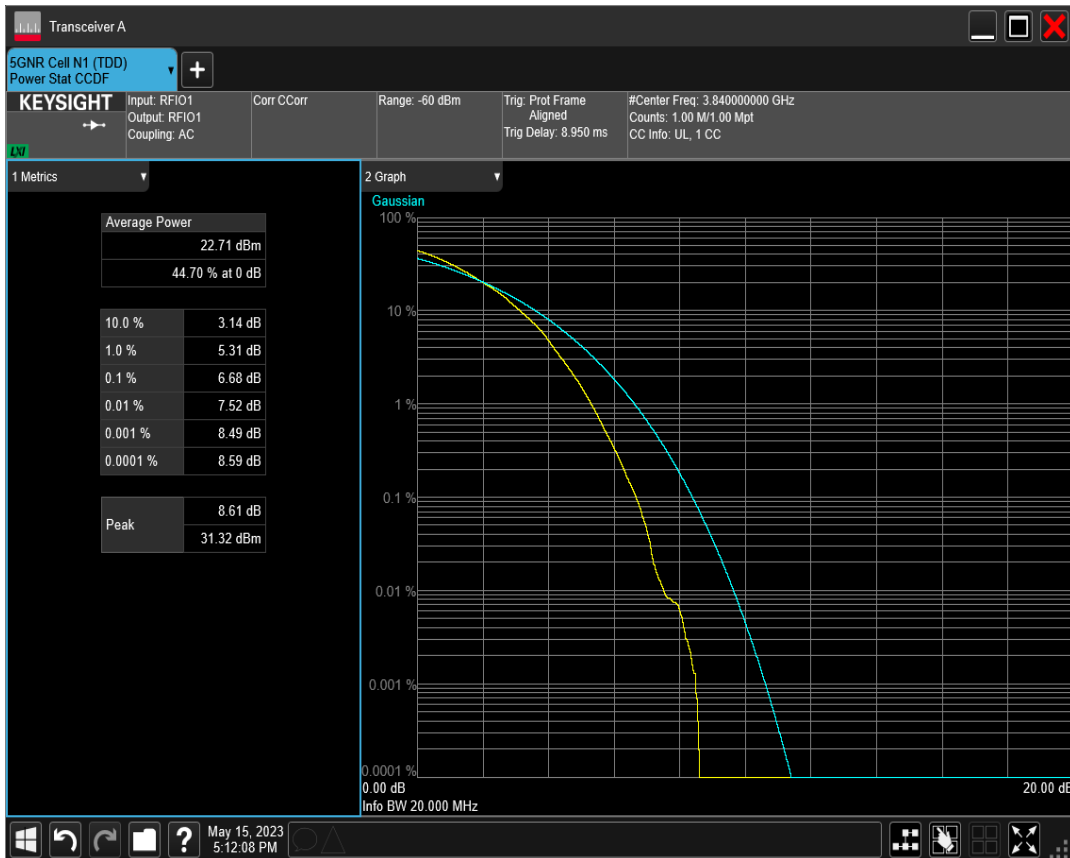 Transceiver A
5GNR Cell N1 (TDD)
Power Stat CCDF
+
KEYSIGHT
LXI
Input: RFIO1
Output: RFIO1
Coupling: AC
Corr CCorr
Range: -60 dBm
Trig: Prot Frame
Aligned
Trig Delay: 8.950 ms
#Center Freq: 3.840000000 GHz
Counts: 1.00 M/1.00 Mpt
CC Info: UL, 1 CC
1 Metrics
Average Power
22.71 dBm
44.70 % at 0 dB
10.0 % 3.14 dB
1.0 % 5.31 dB
0.1 % 6.68 dB
0.01 % 7.52 dB
0.001 % 8.49 dB
0.0001 % 8.59 dB
Peak
8.61 dB
31.32 dBm
2 Graph
Gaussian
100 %
10 %
1 %
0.1 %
0.01 %
0.001 %
0.0001 %
0.00 dB
20.00 dB
Info BW 20.000 MHz
?
May 15, 2023
5:12:08 PM